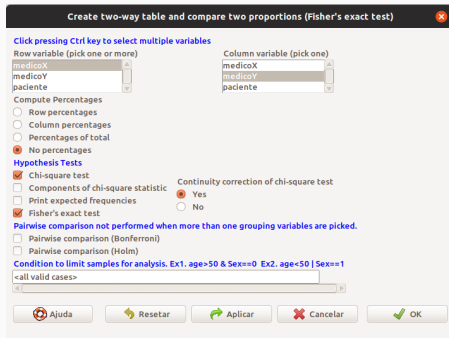 Create two-way table and compare two proportions (Fisher's exact test)
Click pressing Ctrl key to select multiple variables
Row variable (pick one or more) Column variable (pick one)
medicoX medicoX
medicoY medicoY
paciente paciente
Compute Percentages
Row percentages
Column percentages
Percentages of total
No percentages
Hypothesis Tests
Chi-square test
Components of chi-square statistic
Print expected frequencies
Fisher's exact test
Continuity correction of chi-square test
Yes
No
Pairwise comparison not performed when more than one grouping variables are picked.
Pairwise comparison (Bonferroni)
Pairwise comparison (Holm)
Condition to limit samples for analysis. Ex1. age>50 & Sex==0 Ex2. age<50 | Sex==1
<all valid cases>
Ajuda Resetar Aplicar Cancelar OK